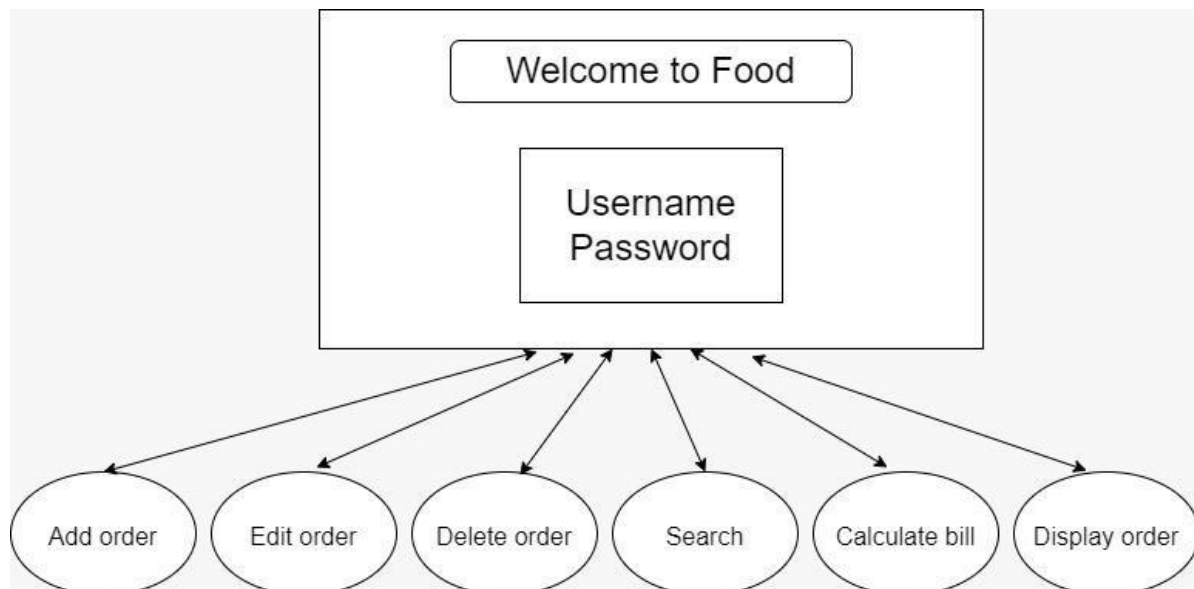 Welcome to Food
Username
Password
Add order
Edit order
Delete order
Search
Calculate bill
Display order